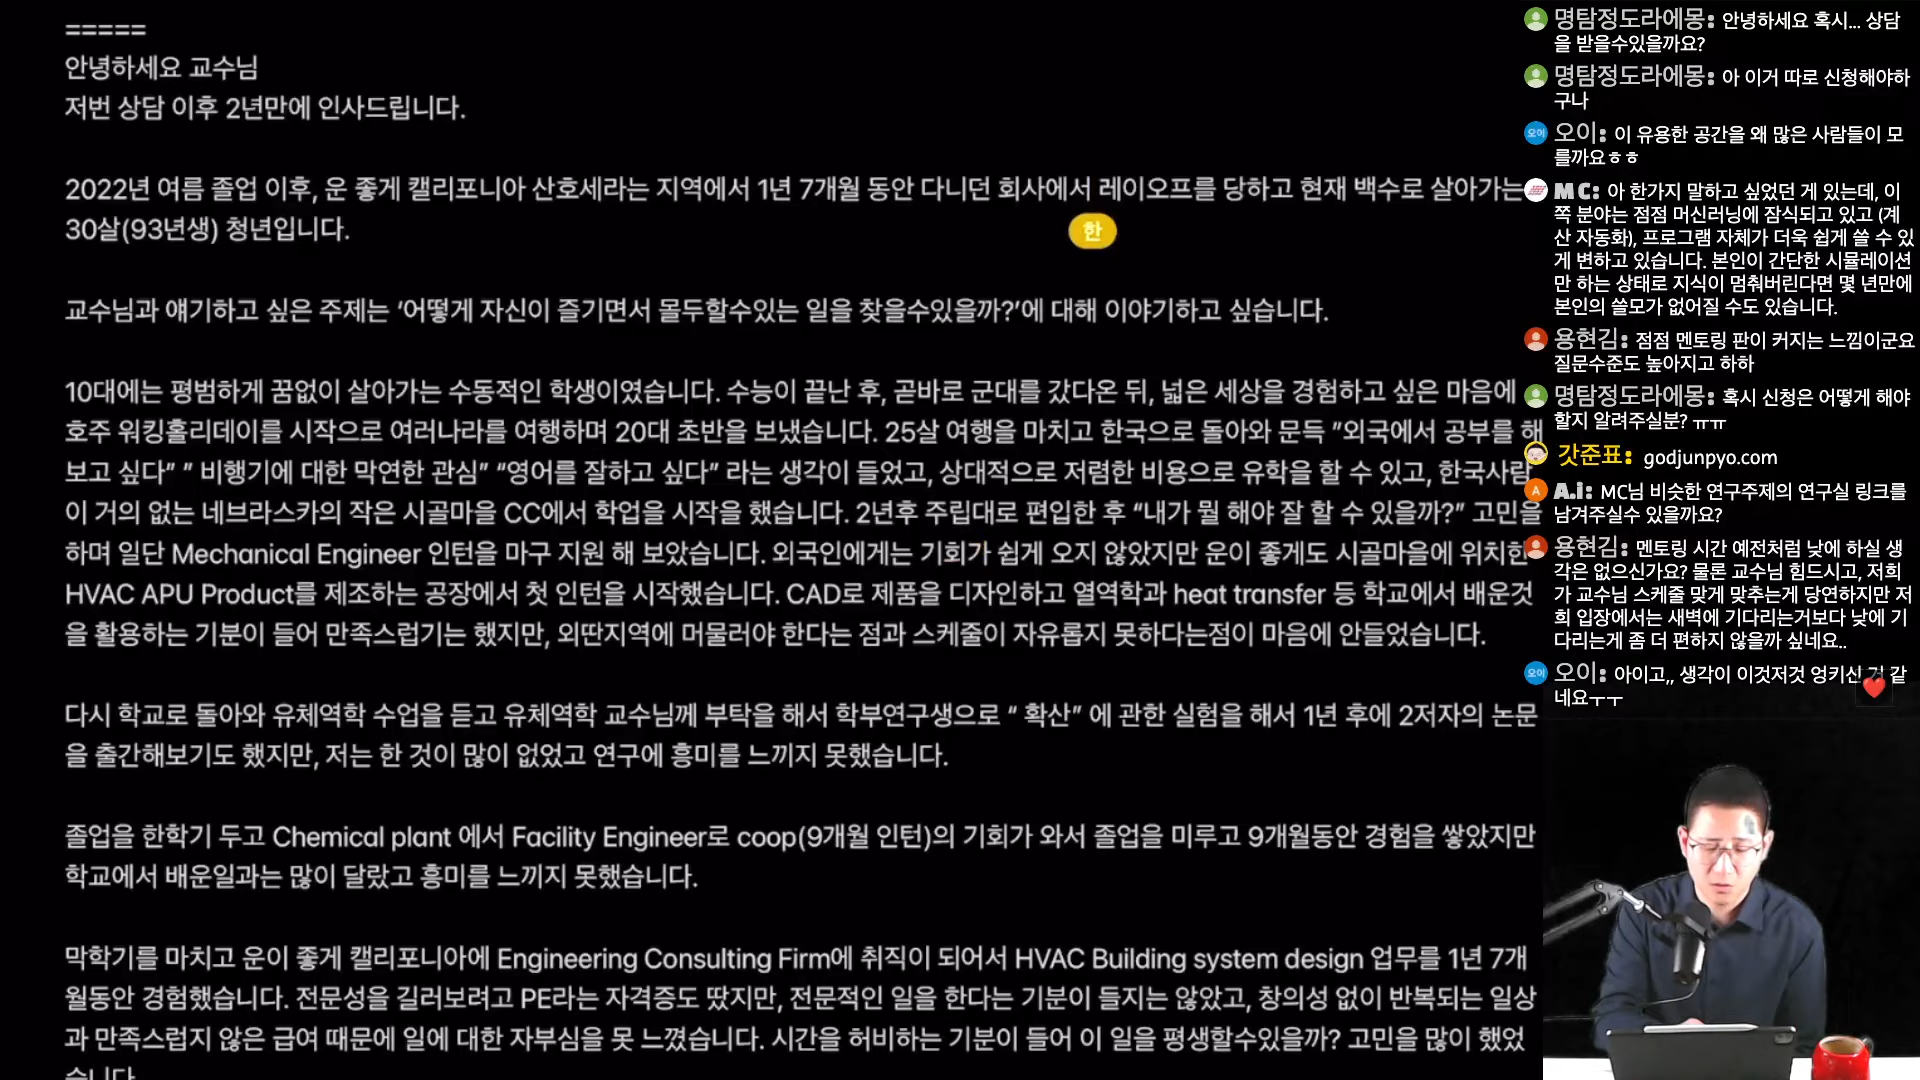 =====
안녕하세요 교수님
저번 상담 이후 2년만에 인사드립니다.
2022년 여름 졸업 이후, 운 좋게 캘리포니아 산호세라는 지역에서 1년 7개월 동안 다니던 회사에서 레이오프를 당하고 현재 백수로 살아가는
30살(93년생) 청년입니다.
한
교수님과 얘기하고 싶은 주제는 ‘어떻게 자신이 즐기면서 몰두할수있는 일을 찾을수있을까?’에 대해 이야기하고 싶습니다.
10대에는 평범하게 꿈없이 살아가는 수동적인 학생이였습니다. 수능이 끝난 후, 곧바로 군대를 갔다온 뒤, 넓은 세상을 경험하고 싶은 마음에
호주 워킹홀리데이를 시작으로 여러나라를 여행하며 20대 초반을 보냈습니다. 25살 여행을 마치고 한국으로 돌아와 문득 ”외국에서 공부를 해
보고 싶다” ” 비행기에 대한 막연한 관심” “영어를 잘하고 싶다” 라는 생각이 들었고, 상대적으로 저렴한 비용으로 유학을 할 수 있고, 한국사람
이 거의 없는 네브라스카의 작은 시골마을 CC에서 학업을 시작을 했습니다. 2년후 주립대로 편입한 후 “내가 뭘 해야 잘 할 수 있을까?” 고민을
하며 일단 Mechanical Engineer 인턴을 마구 지원 해 보았습니다. 외국인에게는 기회가 쉽게 오지 않았지만 운이 좋게도 시골마을에 위치한
HVAC APU Product를 제조하는 공장에서 첫 인턴을 시작했습니다. CAD로 제품을 디자인하고 열역학과 heat transfer 등 학교에서 배운것
을 활용하는 기분이 들어 만족스럽기는 했지만, 외딴지역에 머물러야 한다는 점과 스케줄이 자유롭지 못하다는점이 마음에 안들었습니다.
다시 학교로 돌아와 유체역학 수업을 듣고 유체역학 교수님께 부탁을 해서 학부연구생으로 “ 확산” 에 관한 실험을 해서 1년 후에 2저자의 논문
을 출간해보기도 했지만, 저는 한 것이 많이 없었고 연구에 흥미를 느끼지 못했습니다.
졸업을 한학기 두고 Chemical plant 에서 Facility Engineer로 coop(9개월 인턴)의 기회가 와서 졸업을 미루고 9개월동안 경험을 쌓았지만
학교에서 배운일과는 많이 달랐고 흥미를 느끼지 못했습니다.
막학기를 마치고 운이 좋게 캘리포니아에 Engineering Consulting Firm에 취직이 되어서 HVAC Building system design 업무를 1년 7개
월동안 경험했습니다. 전문성을 길러보려고 PE라는 자격증도 땄지만, 전문적인 일을 한다는 기분이 들지는 않았고, 창의성 없이 반복되는 일상
과 만족스럽지 않은 급여 때문에 일에 대한 자부심을 못 느꼈습니다. 시간을 허비하는 기분이 들어 이 일을 평생할수있을까? 고민을 많이 했었
습니다.
명탐정도라에몽: 안녕하세요 혹시... 상담
을 받을수있을까요?
명탐정도라에몽: 아 이거 따로 신청해야하
구나
오이 오이: 이 유용한 공간을 왜 많은 사람들이 모
를까요ㅎㅎ
M C: 아 한가지 말하고 싶었던 게 있는데, 이
쪽 분야는 점점 머신러닝에 잠식되고 있고 (계
산 자동화), 프로그램 자체가 더욱 쉽게 쓸 수 있
게 변하고 있습니다. 본인이 간단한 시뮬레이션
만 하는 상태로 지식이 멈춰버린다면 몇 년만에
본인의 쓸모가 없어질 수도 있습니다.
용현김: 점점 멘토링 판이 커지는 느낌이군요
질문수준도 높아지고 하하
명탐정도라에몽: 혹시 신청은 어떻게 해야
할지 알려주실분? ㅠㅠ
갓준표: godjunpyo.com
A A.i: MC님 비슷한 연구주제의 연구실 링크를
남겨주실수 있을까요?
용현김: 멘토링 시간 예전처럼 낮에 하실 생
각은 없으신가요? 물론 교수님 힘드시고, 저희
가 교수님 스케줄 맞게 맞추는게 당연하지만 저
희 입장에서는 새벽에 기다리는거보다 낮에 기
다리는게 좀 더 편하지 않을까 싶네요..
오이 오이: 아이고,, 생각이 이것저것 엉키신 거 같
네요ㅜㅜ